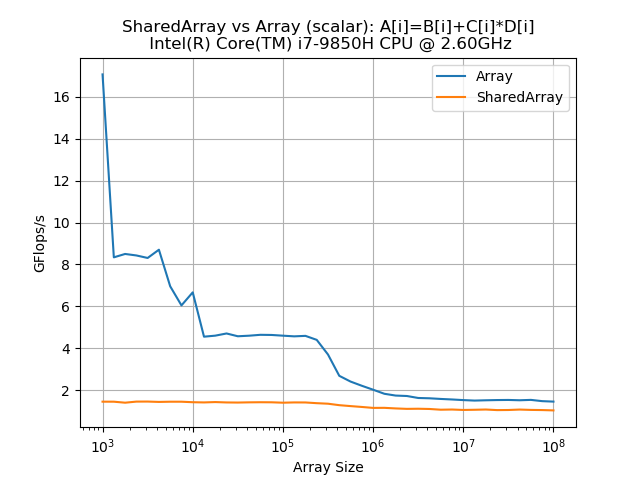 SharedArray vs Array (scalar): A[i]=B[i]+C[i]*D[i]
Intel(R) Core(TM) i7-9850H CPU @ 2.60GHz
Array
SharedArray
GFlops/s
16
14
12
10
8
6
4
2
10³ 10⁴ 10⁵ 10⁶ 10⁷ 10⁸
Array Size